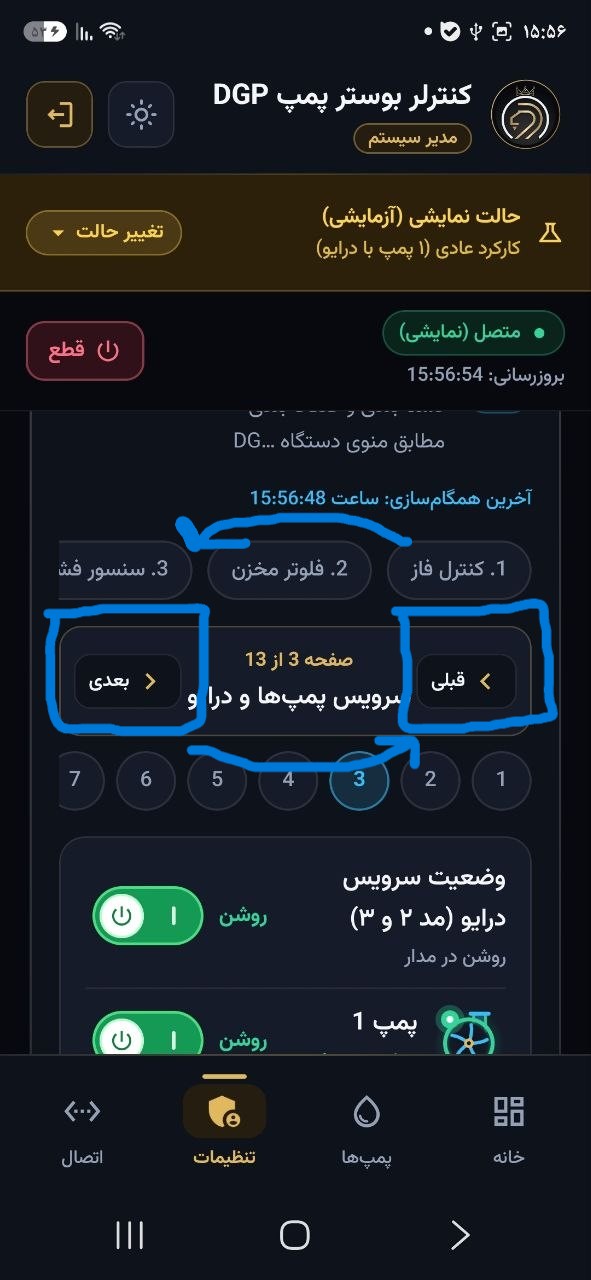 ۱۵:۵۶
۵۳
کنترلر بوستر پمپ DGP
مدیر سیستم
حالت نمایشی (آزمایشی)
کارکرد عادی (۱ پمپ با درایو)
تغییر حالت
متصل (نمایشی)
بروزرسانی: 15:56:54
قطع
مطابق منوی دستگاه DG...
آخرین همگام‌سازی: ساعت 15:56:48
1. کنترل فاز
2. فلوتر مخزن
3. سنسور فش
قبلی
صفحه 3 از 13
سرویس پمپ‌ها و درایو
بعدی
1 2 3 4 5 6 7
وضعیت سرویس
درایو (مد ۲ و ۳)
روشن در مدار
روشن
پمپ 1
روشن
خانه
پمپ‌ها
تنظیمات
اتصال